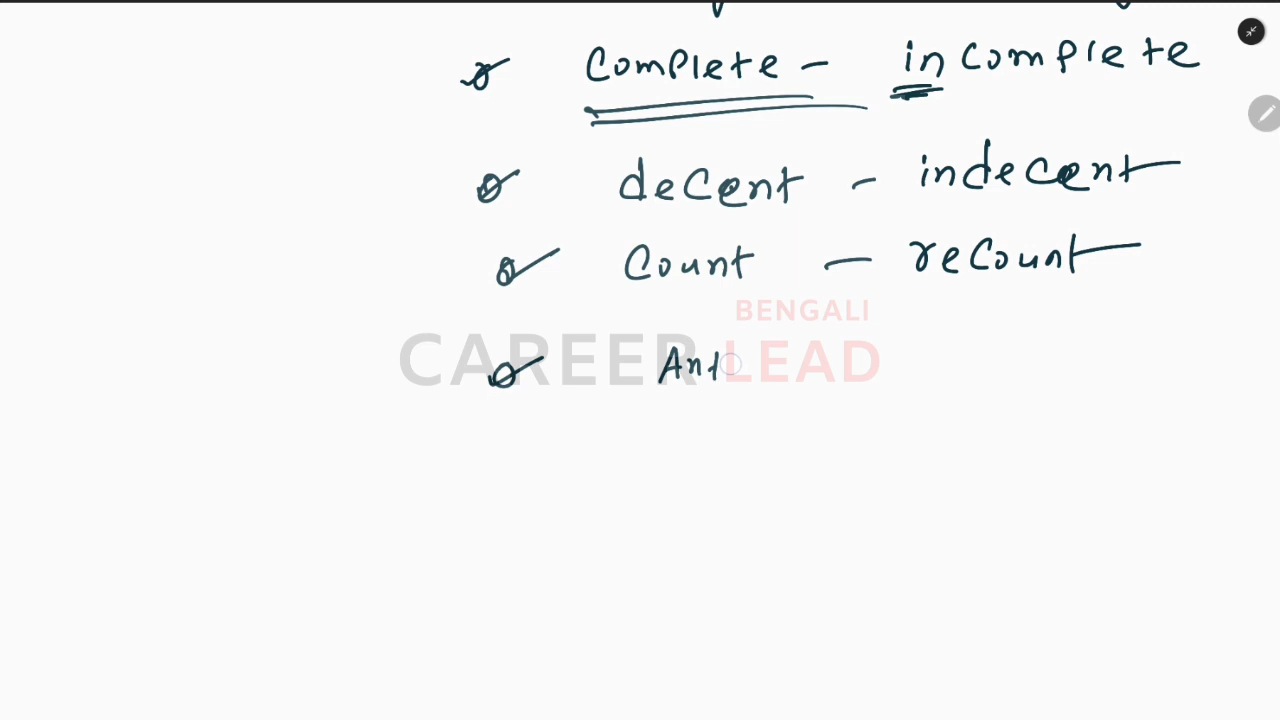 Complete - incomplete
decent - indecent
Count - recount
BENGALI
CAREER LEAD
Ant